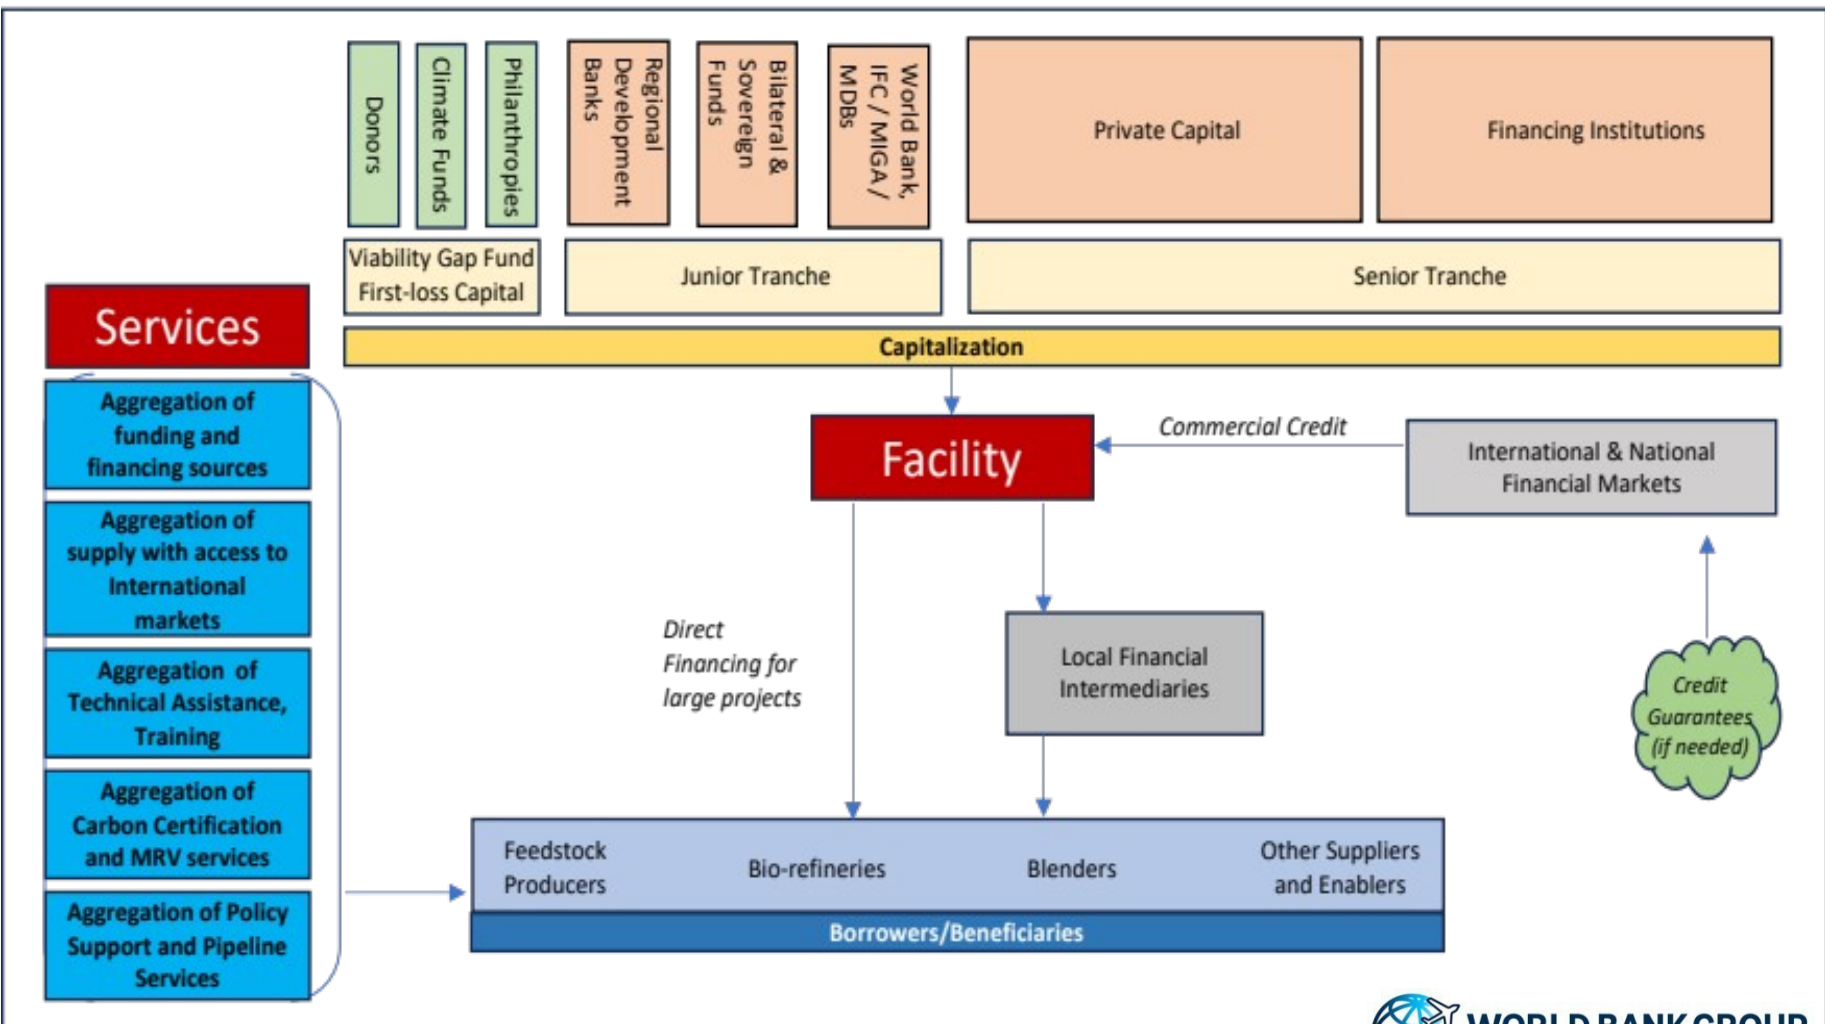 Donors
Climate Funds
Philanthropies
Regional
Development
Banks
Bilateral &
Sovereign
Funds
World Bank,
IFC / MIGA /
MDBs
Private Capital
Financing Institutions
Viability Gap Fund
First-loss Capital
Junior Tranche
Senior Tranche
Capitalization
Services
Aggregation of
funding and
financing sources
Aggregation of
supply with access to
International
markets
Aggregation of
Technical Assistance,
Training
Aggregation of
Carbon Certification
and MRV services
Aggregation of Policy
Support and Pipeline
Services
Facility
Commercial Credit
International & National
Financial Markets
Direct
Financing for
large projects
Local Financial
Intermediaries
Credit
Guarantees
(if needed)
Feedstock
Producers
Bio-refineries
Blenders
Other Suppliers
and Enablers
Borrowers/Beneficiaries
WORLD BANK GROUP